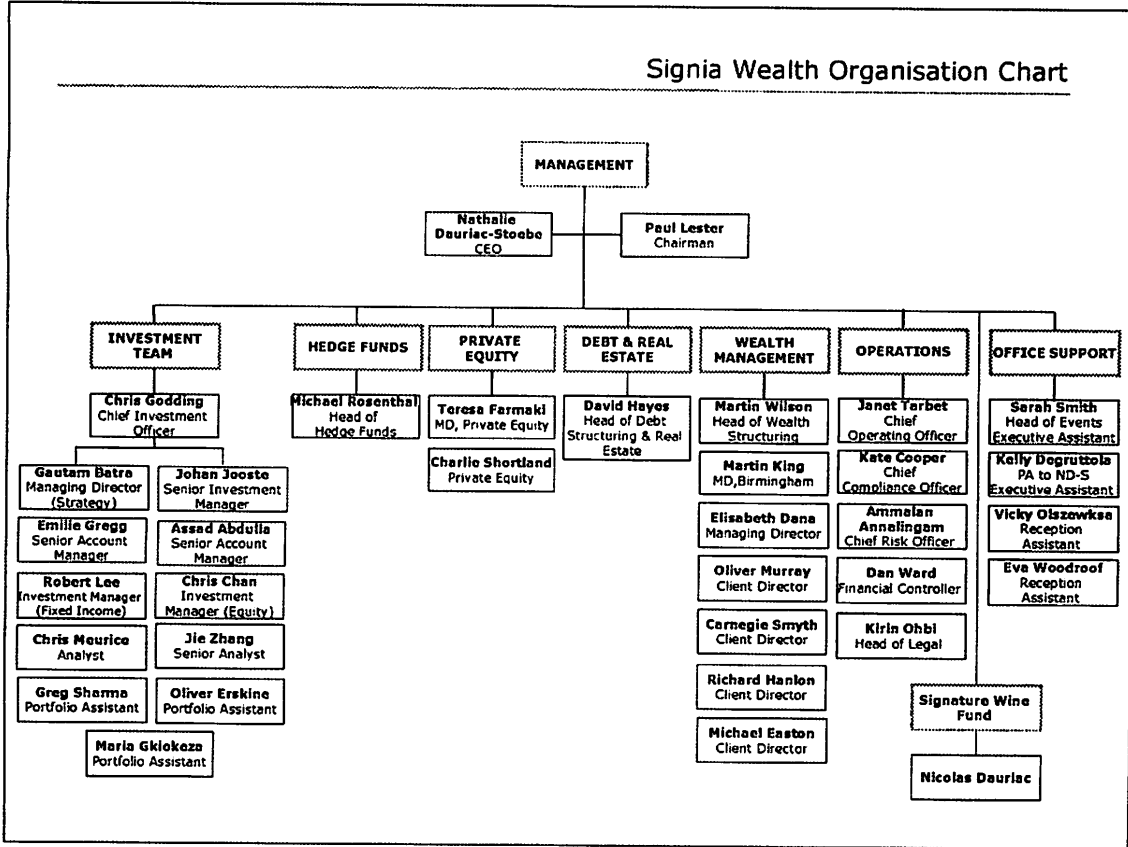 Signia Wealth Organisation Chart
MANAGEMENT
Nathalie
Dauriac-Stoebe
CEO
Paul Lester
Chairman
INVESTMENT
TEAM
Chris Godding
Chief Investment
Officer
Gautam Batra
Managing Director
(Strategy)
Johan Jooste
Senior Investment
Manager
Emilie Gregg
Senior Account
Manager
Assad Abdulla
Senior Account
Manager
Robert Lee
Investment Manager
(Fixed Income)
Chris Chan
Investment
Manager (Equity)
Chris Meurice
Analyst
Jie Zhang
Senior Analyst
Greg Sharma
Portfolio Assistant
Oliver Erskine
Portfolio Assistant
Maria Gkiokeza
Portfolio Assistant
HEDGE FUNDS
Michael Rosenthal
Head of
Hedge Funds
PRIVATE
EQUITY
Teresa Farmaki
MD, Private Equity
Charlie Shortland
Private Equity
DEBT & REAL
ESTATE
David Hayes
Head of Debt
Structuring & Real
Estate
WEALTH
MANAGEMENT
Martin Wilson
Head of Wealth
Structuring
Martin King
MD,Birmingham
Elisabeth Dana
Managing Director
Oliver Murray
Client Director
Carnegie Smyth
Client Director
Richard Hanlon
Client Director
Michael Easton
Client Director
OPERATIONS
Janet Tarbet
Chief
Operating Officer
Kate Cooper
Chief
Compliance Officer
Ammalan
Annalingam
Chief Risk Officer
Dan Ward
Financial Controller
Kirin Ohbi
Head of Legal
OFFICE SUPPORT
Sarah Smith
Head of Events
Executive Assistant
Kelly Degruttola
PA to ND-S
Executive Assistant
Vicky Olszewksa
Reception
Assistant
Eva Woodroof
Reception
Assistant
Signature Wine
Fund
Nicolas Dauriac